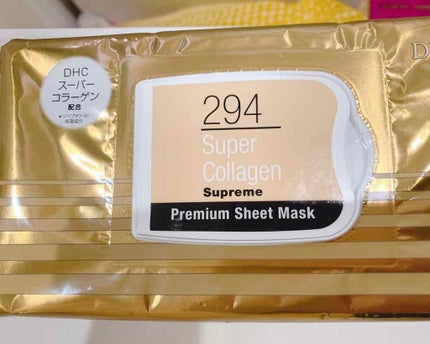 DHC
スーパー
コラーゲン
配合
294
Super
Collagen
Supreme
Premium Sheet Mask
D